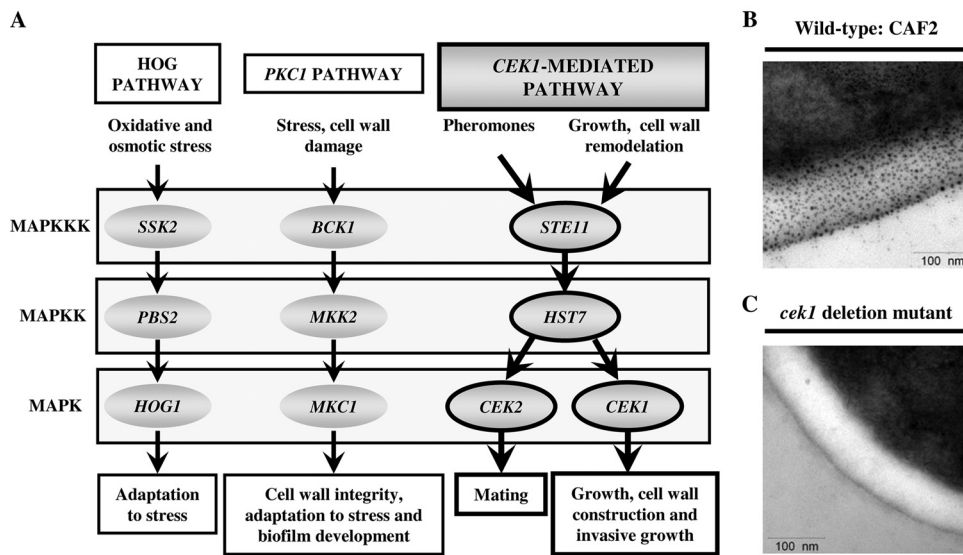 A
HOG
PATHWAY
PKC1 PATHWAY
CEK1-MEDIATED
PATHWAY
Oxidative and
osmotic stress
Stress, cell wall
damage
Pheromones
Growth, cell wall
remodelation
MAPKKK
SSK2
BCK1
STE11
MAPKK
PBS2
MKK2
HST7
MAPK
HOG1
MKC1
CEK2
CEK1
Adaptation
to stress
Cell wall integrity,
adaptation to stress and
biofilm development
Mating
Growth, cell wall
construction and
invasive growth
B
Wild-type: CAF2
100 nm
C
cek1 deletion mutant
100 nm